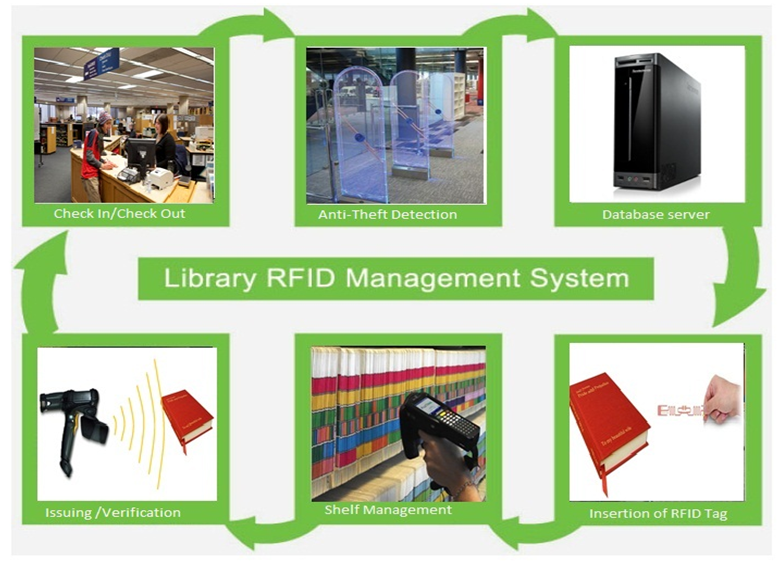 Check In/Check Out
Anti-Theft Detection
Database server
Library RFID Management System
Issuing /Verification
Shelf Management
Insertion of RFID Tag